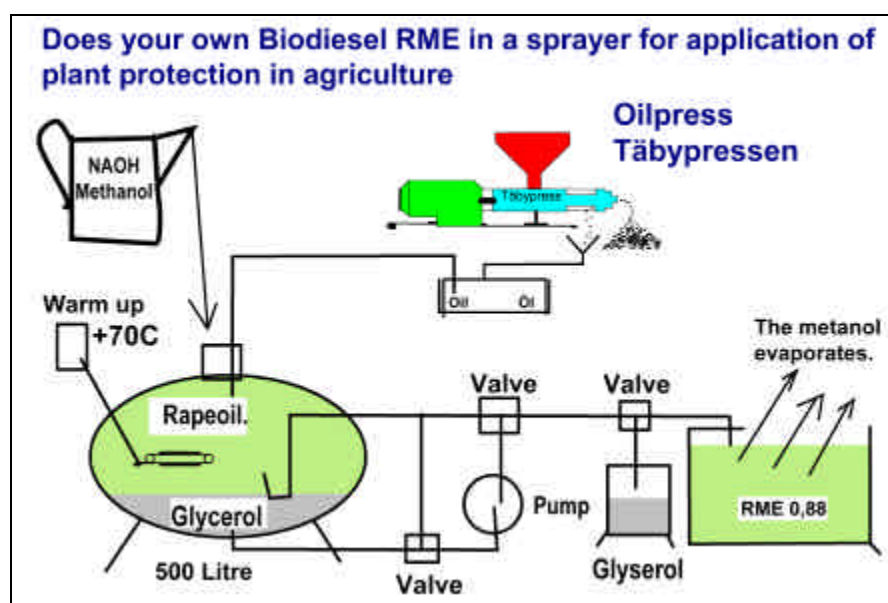 Does your own Biodiesel RME in a sprayer for application of
plant protection in agriculture
Oilpress
Täbypressen
NAOH
Methanol
Täbypress
Oil Öl
Warm up
+70C
The metanol
evaporates.
Valve
Valve
Rapeoil.
Glycerol
Pump
RME 0,88
500 Litre
Valve
Glyserol